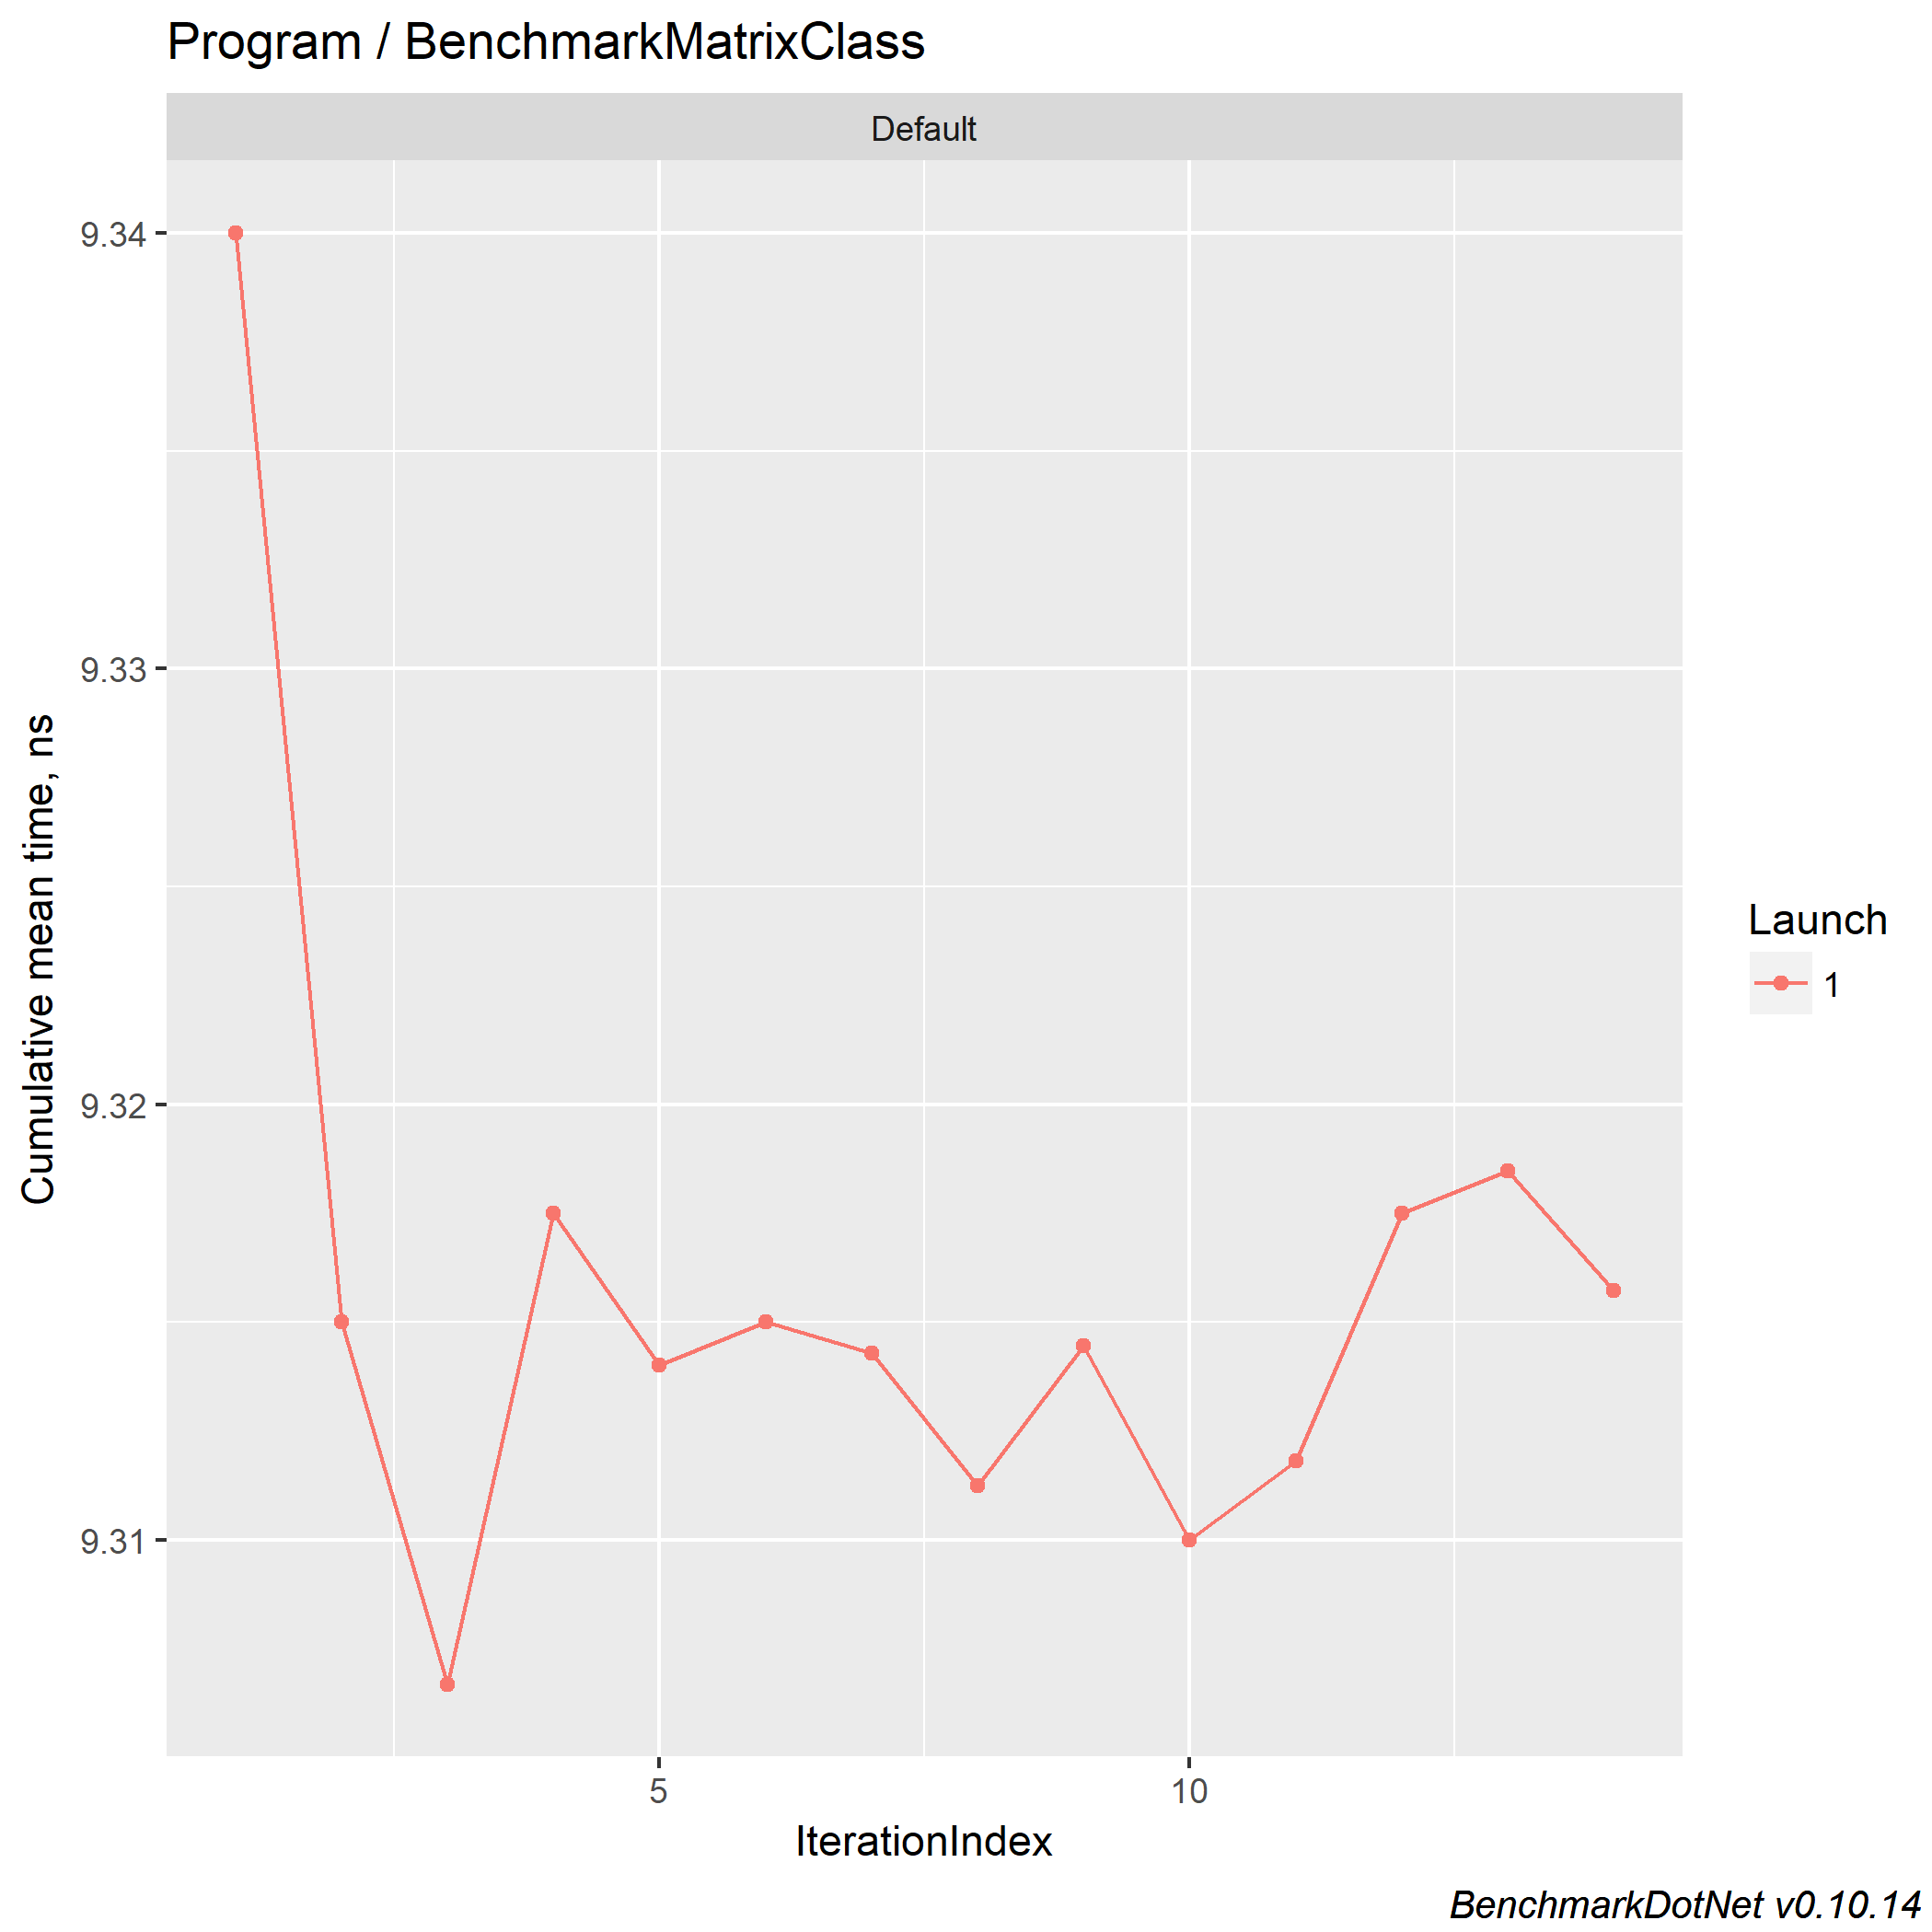 Program / BenchmarkMatrixClass
Default
9.34
9.33
9.32
9.31
Cumulative mean time, ns
5
10
IterationIndex
Launch
1
BenchmarkDotNet v0.10.14